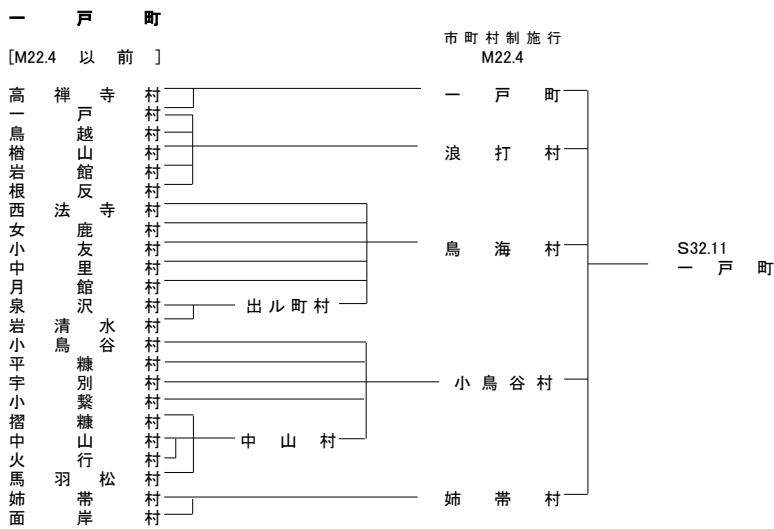 一戸町
市町村制施行
[M22.4 以前 ]
M22.4
高禅寺村
一戸町
一戸村
鳥越村
楢山村
浪打村
岩館村
根反村
西法寺村
女鹿村
小友村
鳥海村
S32.11
中里村
一戸町
月館村
泉沢村
出ル町村
岩清水村
小鳥谷村
平糠村
宇別村
小鳥谷村
小繋村
摺糠村
中山村
中山村
火行村
馬羽松村
姉帯村
姉帯村
面岸村